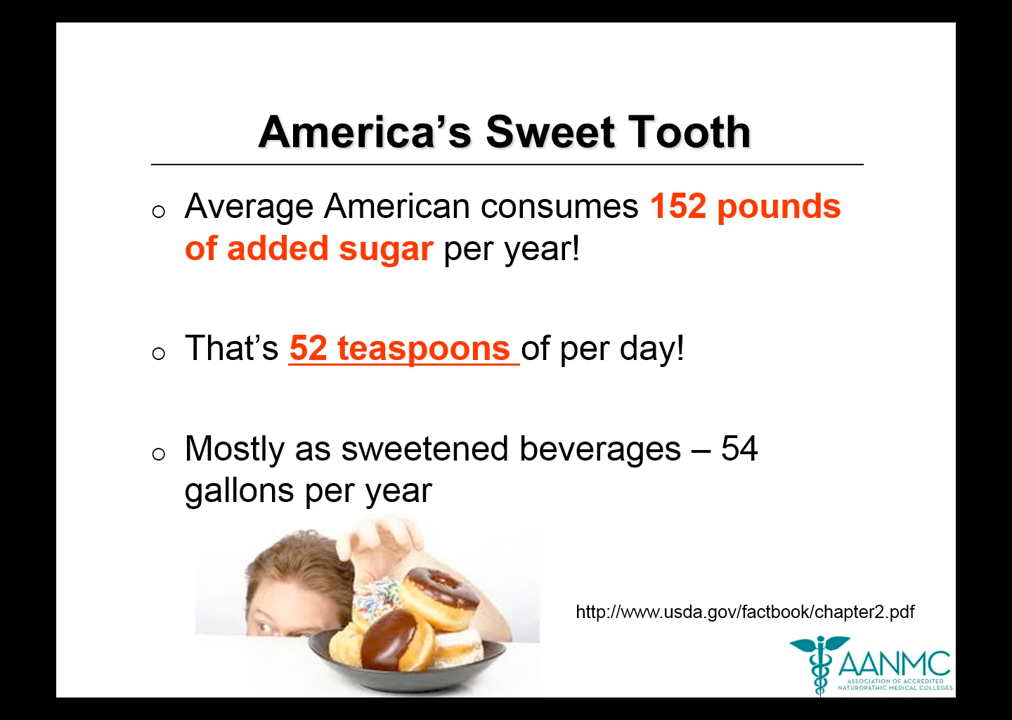 America’s Sweet Tooth
○ Average American consumes 152 pounds
of added sugar per year!
○ That’s 52 teaspoons of per day!
○ Mostly as sweetened beverages – 54
gallons per year
http://www.usda.gov/factbook/chapter2.pdf
AANMC
ASSOCIATION OF ACCREDITED
NATUROPATHIC MEDICAL COLLEGES